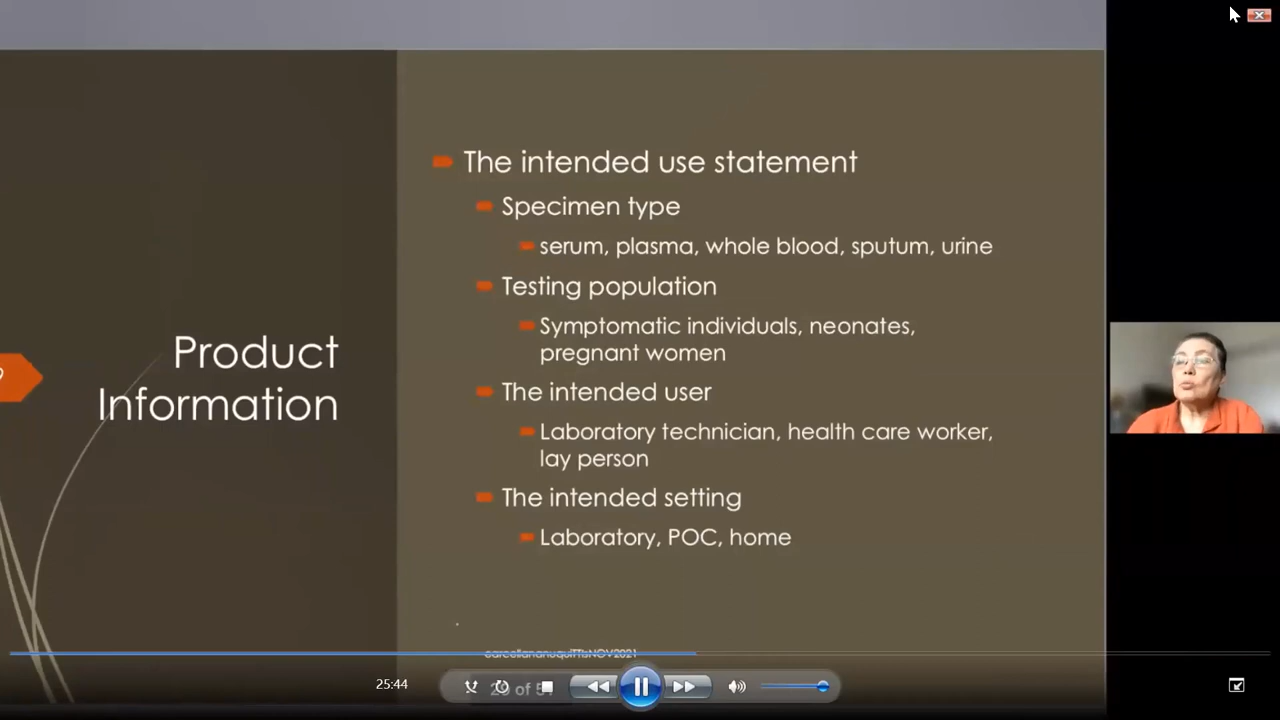 Product
Information
The intended use statement
Specimen type
serum, plasma, whole blood, sputum, urine
Testing population
Symptomatic individuals, neonates,
pregnant women
The intended user
Laboratory technician, health care worker,
lay person
The intended setting
Laboratory, POC, home
25:44
of